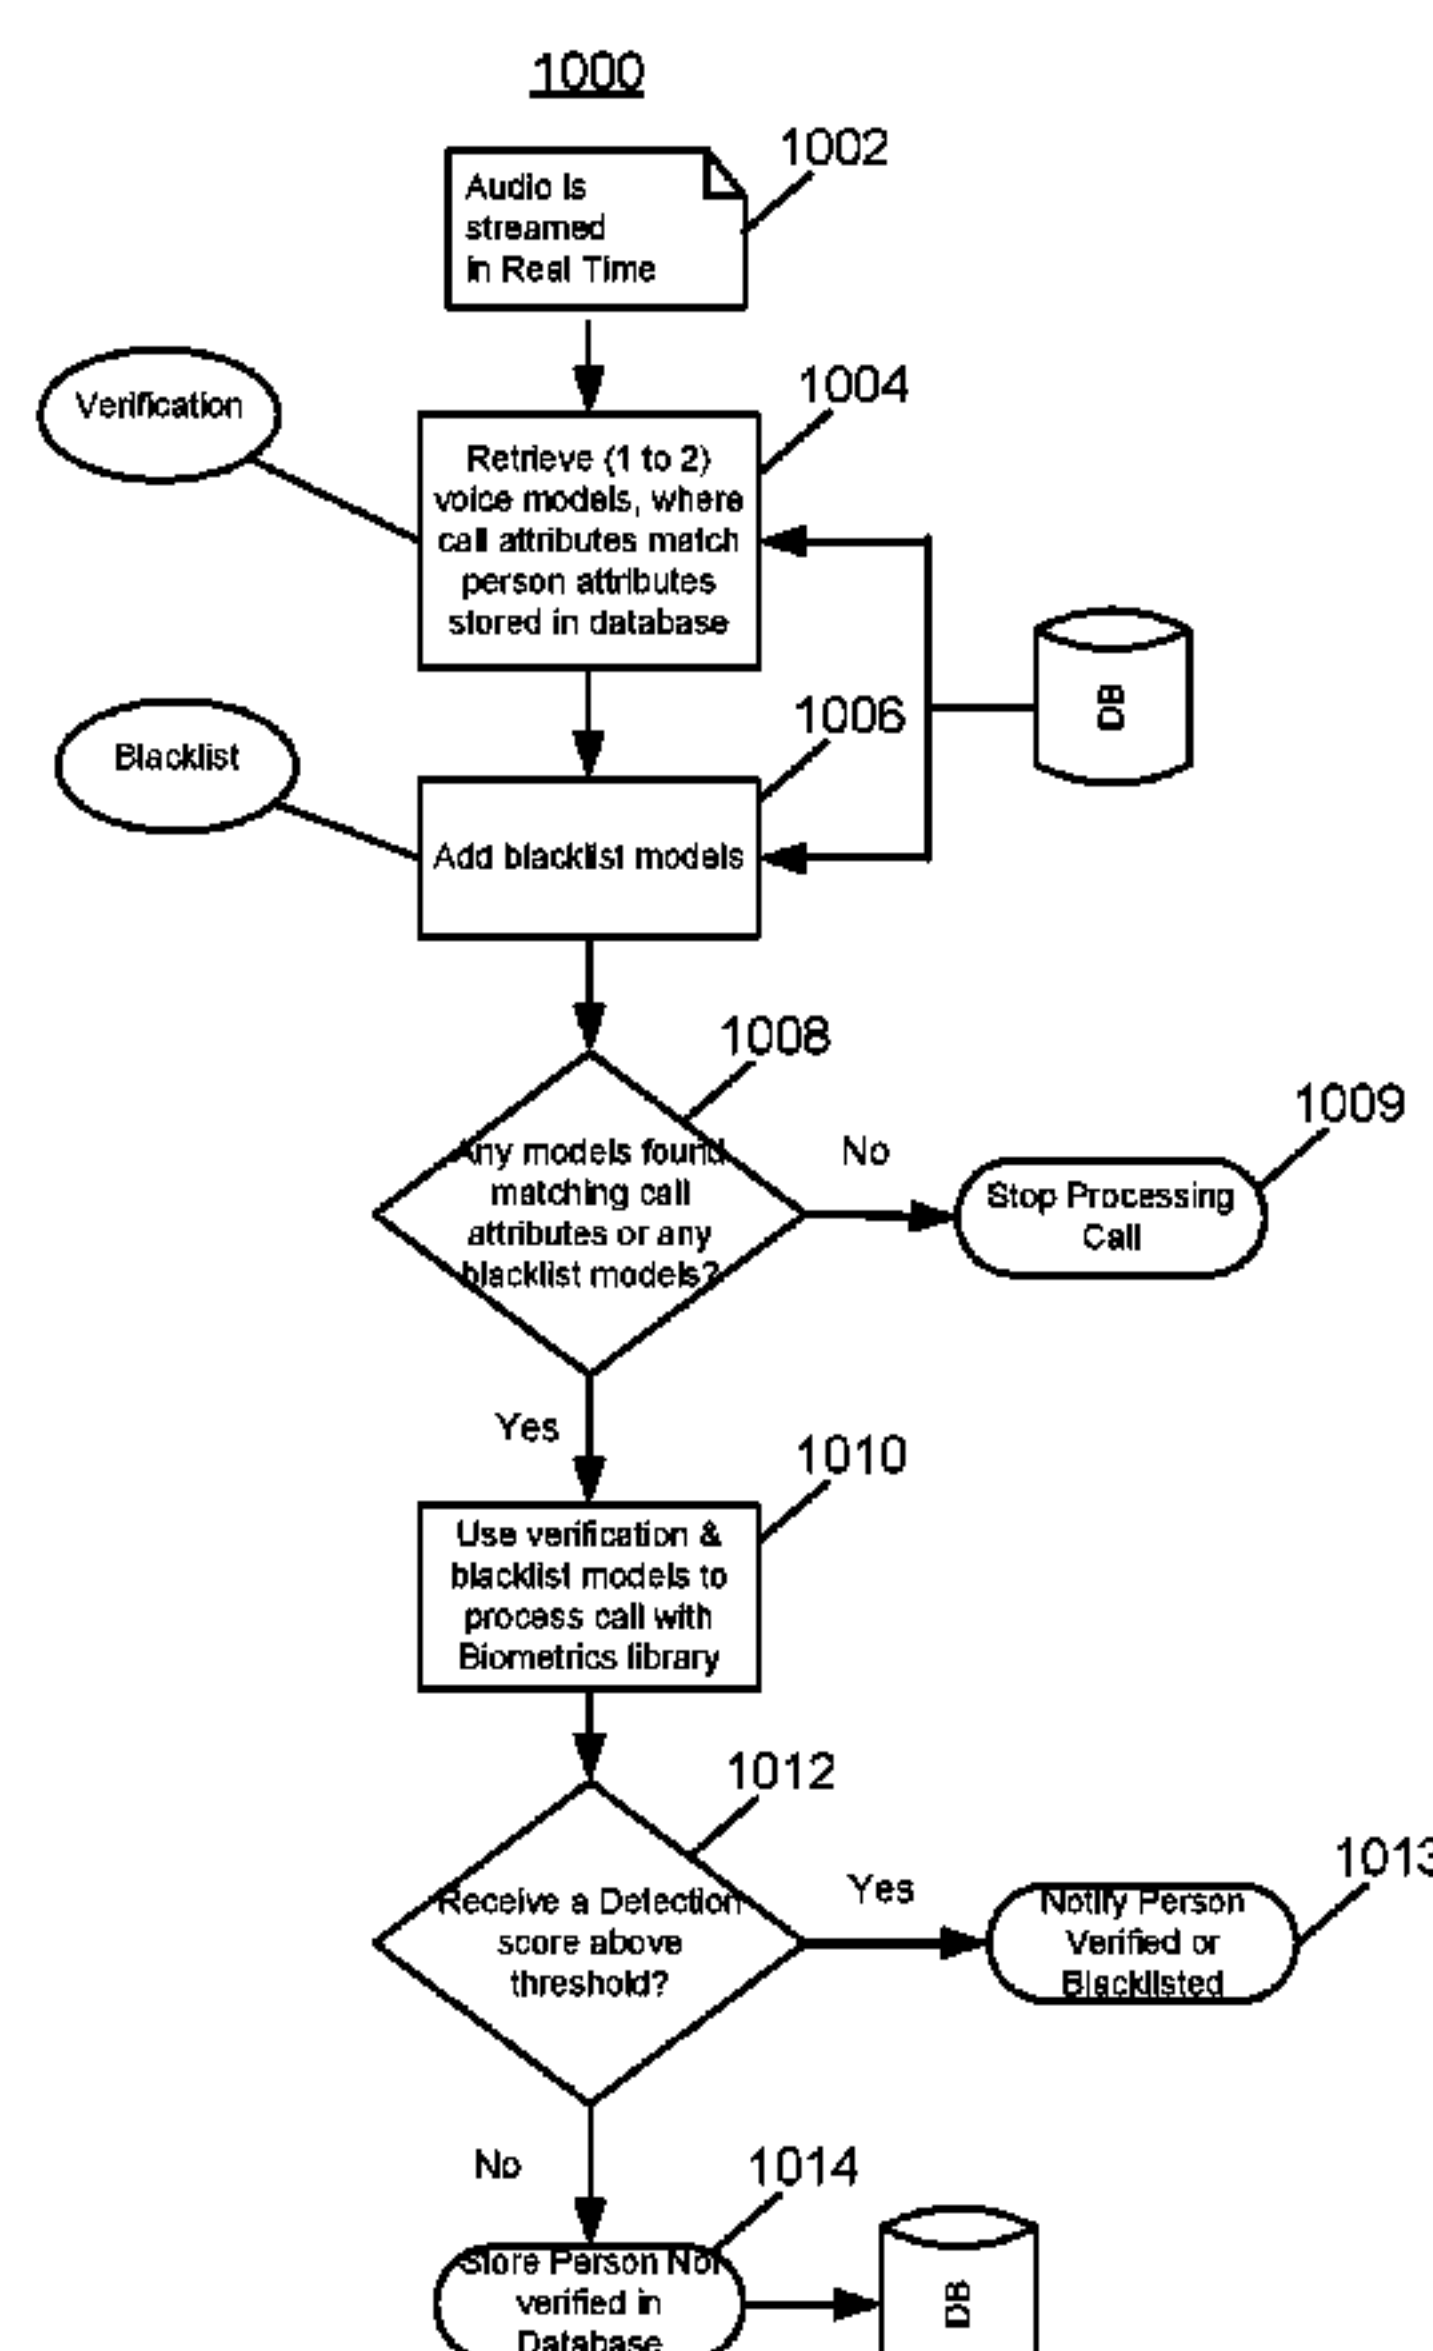 1000
1002
Audio is
streamed
in Real Time
Verification
1004
Retrieve (1 to 2)
voice models, where
call attributes match
person attributes
stored in database
DB
Blacklist
1006
Add blacklist models
1008
Any models found
matching call
attributes or any
blacklist models?
No
1009
Stop Processing
Call
Yes
1010
Use verification &
blacklist models to
process call with
Biometrics library
1012
Receive a Detection
score above
threshold?
Yes
1013
Notify Person
Verified or
Blacklisted
No
1014
Store Person Not
verified in
Database
DB